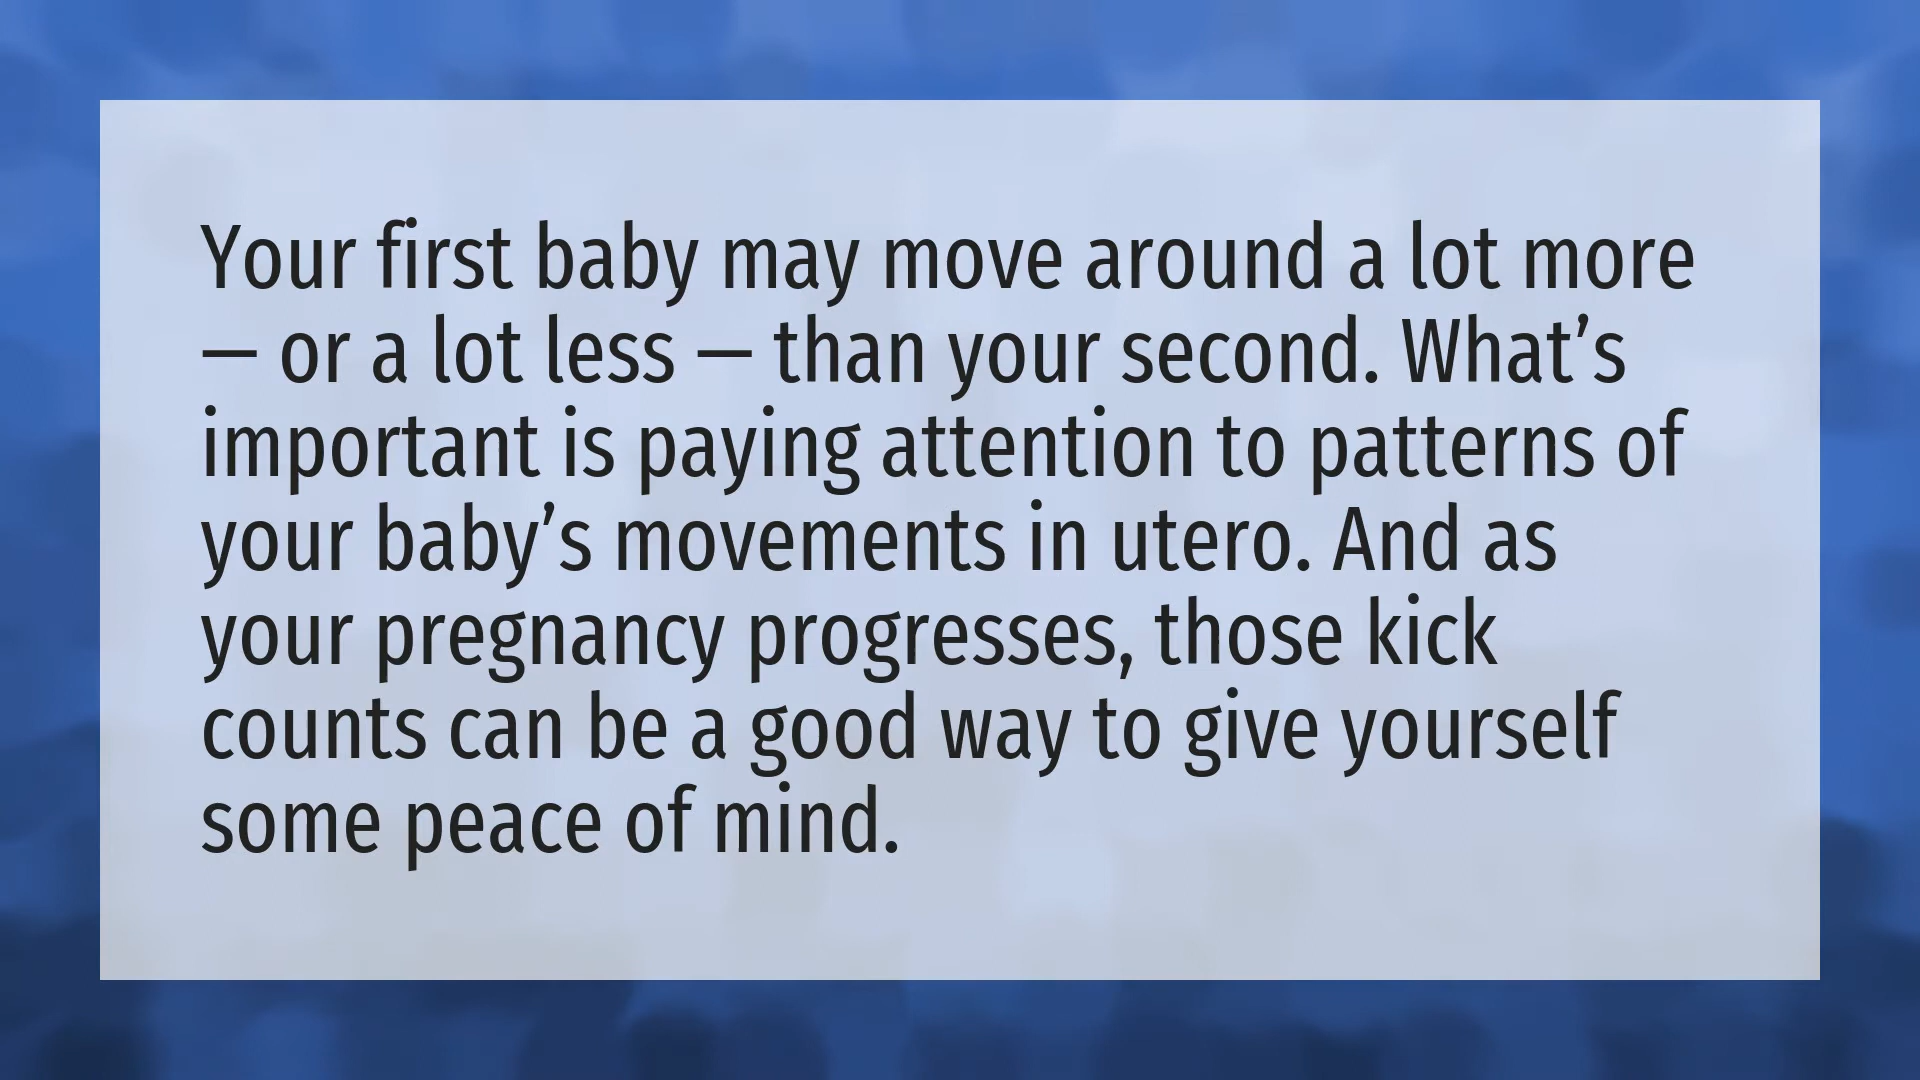 Your first baby may move around a lot more
— or a lot less — than your second. What’s
important is paying attention to patterns of
your baby’s movements in utero. And as
your pregnancy progresses, those kick
counts can be a good way to give yourself
some peace of mind.